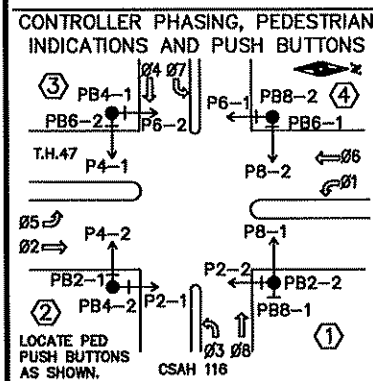 CONTROLLER PHASING, PEDESTRIAN
INDICATIONS AND PUSH BUTTONS
Ø4 Ø7
3 PB4-1 P6-1 PB8-2 4
PB6-2 P6-2 PB6-1
T.H.47 P4-1 P8-2 Ø6
Ø1
Ø5
Ø2 P4-2 P8-1
PB2-1 P2-2 PB2-2
2 PB4-2 P2-1 PB8-1 1
LOCATE PED
PUSH BUTTONS
AS SHOWN.
Ø3 Ø8
CSAH 116